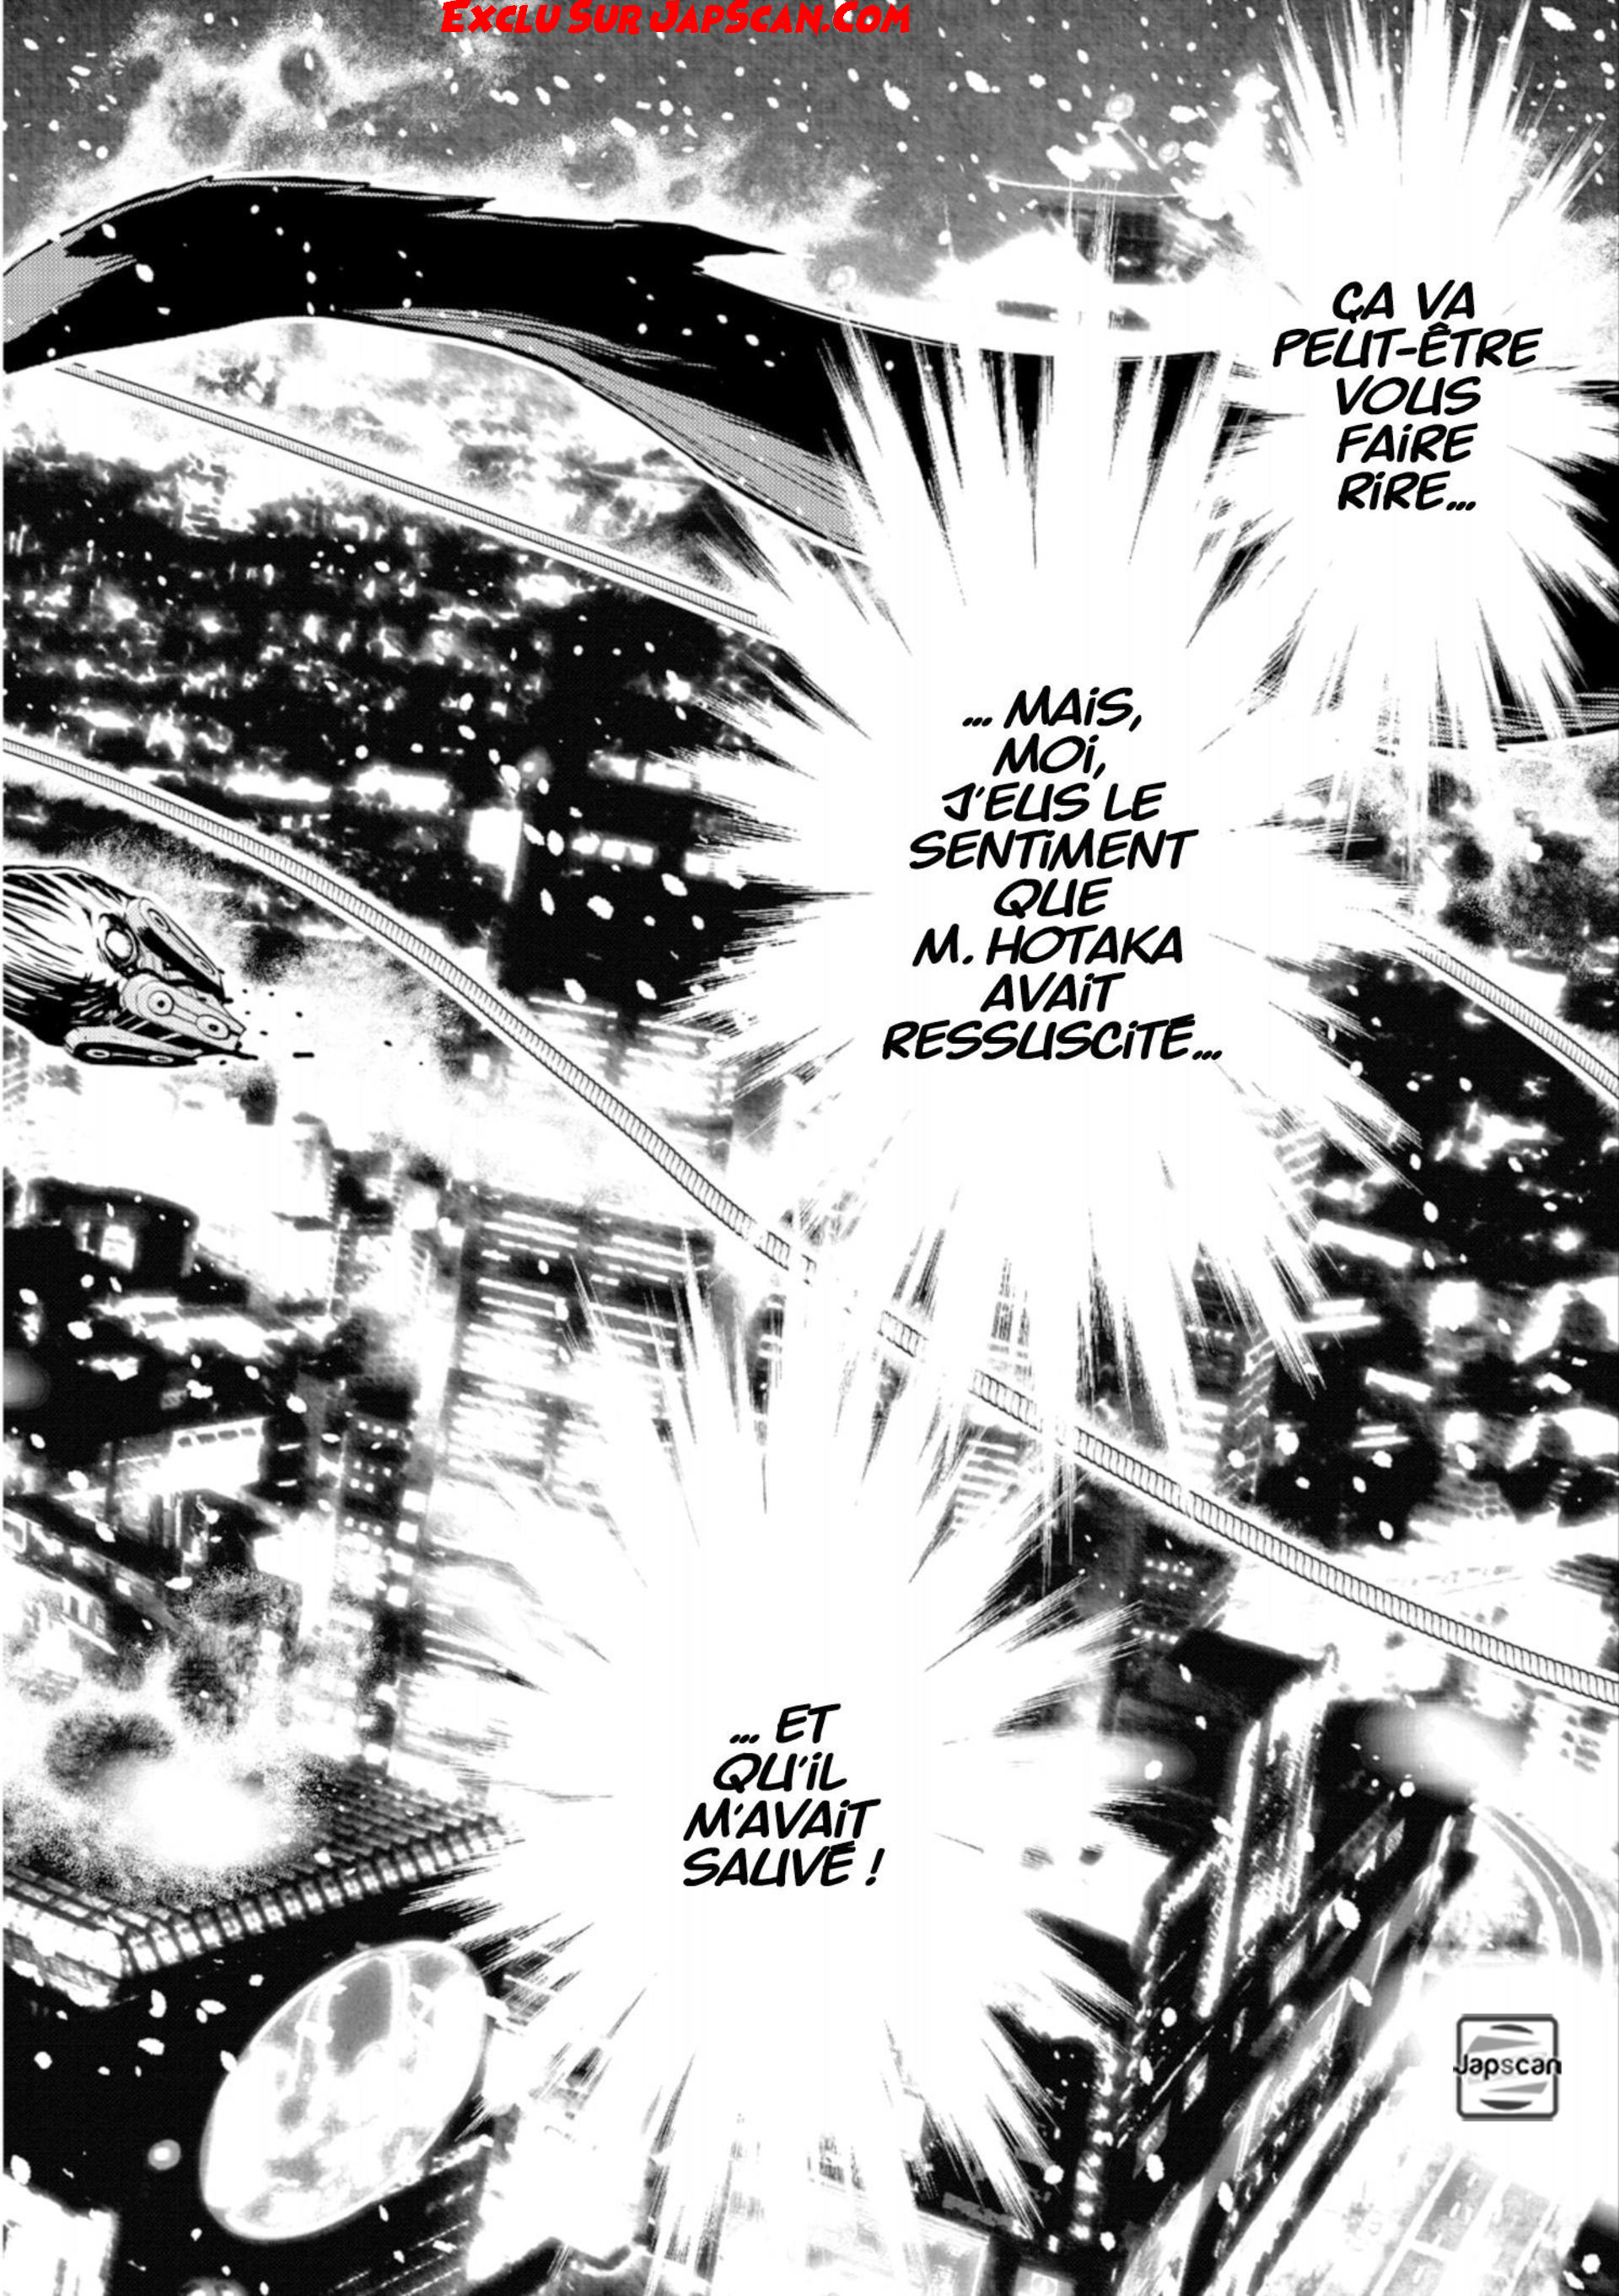 Exclu Sur JapScan.Com
ÇA VA
PEUT-ÊTRE
VOUS
FAIRE
RIRE...
... MAIS,
MOI,
J'EUS LE
SENTIMENT
QUE
M. HOTAKA
AVAIT
RESSUSCITÉ...
... ET
QU'IL
M'AVAIT
SAUVÉ !
Japscan